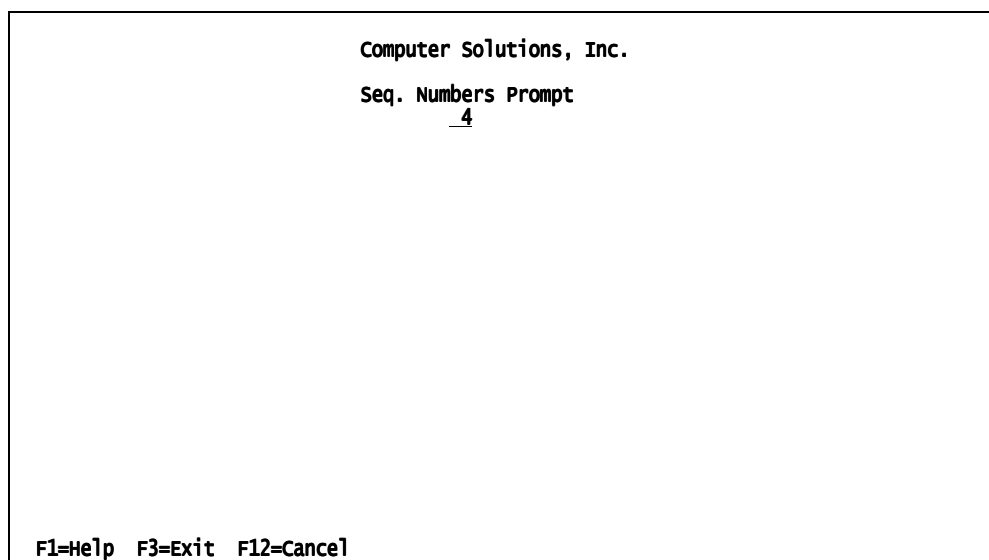 Computer Solutions, Inc.
Seq. Numbers Prompt
4
F1=Help F3=Exit F12=Cancel